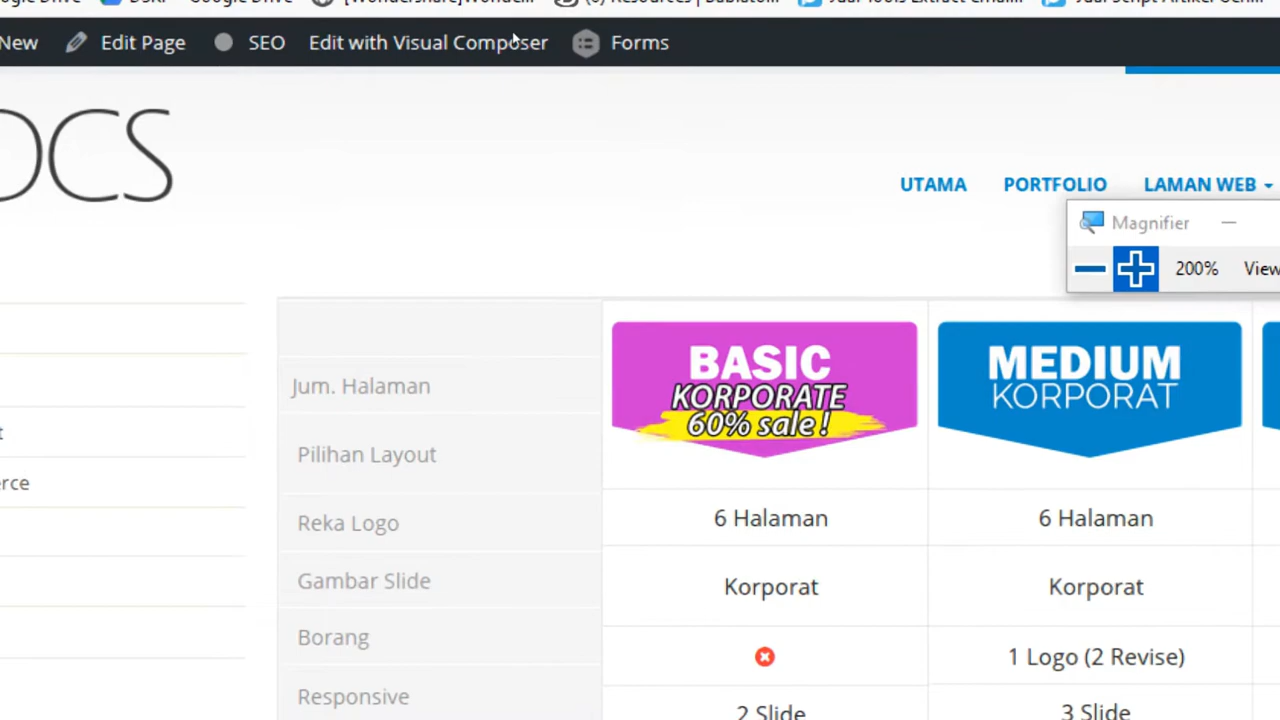 New Edit Page SEO Edit with Visual Composer Forms
DCS
UTAMA PORTFOLIO LAMAN WEB
Magnifier
200% View
BASIC
KORPORATE
60% sale!
MEDIUM
KORPORAT
Jum. Halaman
Pilihan Layout
Reka Logo
Gambar Slide
Borang
Responsive
6 Halaman 6 Halaman
Korporat Korporat
1 Logo (2 Revise)
2 Slide 3 Slide